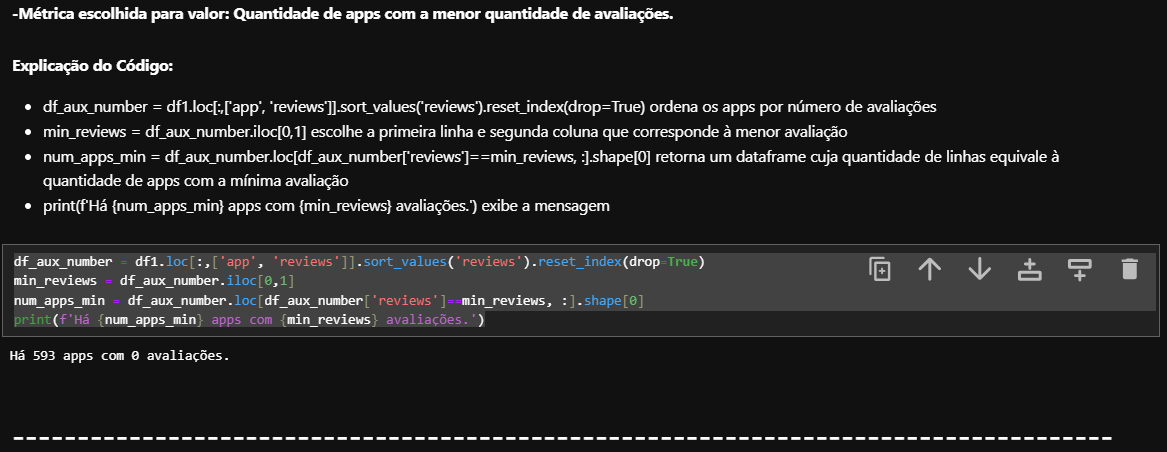 -Métrica escolhida para valor: Quantidade de apps com a menor quantidade de avaliações.
Explicação do Código:
• df_aux_number = df1.loc[:,['app', 'reviews']].sort_values('reviews').reset_index(drop=True) ordena os apps por número de avaliações
• min_reviews = df_aux_number.iloc[0,1] escolhe a primeira linha e segunda coluna que corresponde à menor avaliação
• num_apps_min = df_aux_number.loc[df_aux_number['reviews']==min_reviews, :].shape[0] retorna um dataframe cuja quantidade de linhas equivale à
quantidade de apps com a mínima avaliação
• print(f'Há {num_apps_min} apps com {min_reviews} avaliações.') exibe a mensagem
df_aux_number = df1.loc[:,['app', 'reviews']].sort_values('reviews').reset_index(drop=True)
min_reviews = df_aux_number.iloc[0,1]
num_apps_min = df_aux_number.loc[df_aux_number['reviews']==min_reviews, :].shape[0]
print(f'Há {num_apps_min} apps com {min_reviews} avaliações.')
Há 593 apps com 0 avaliações.